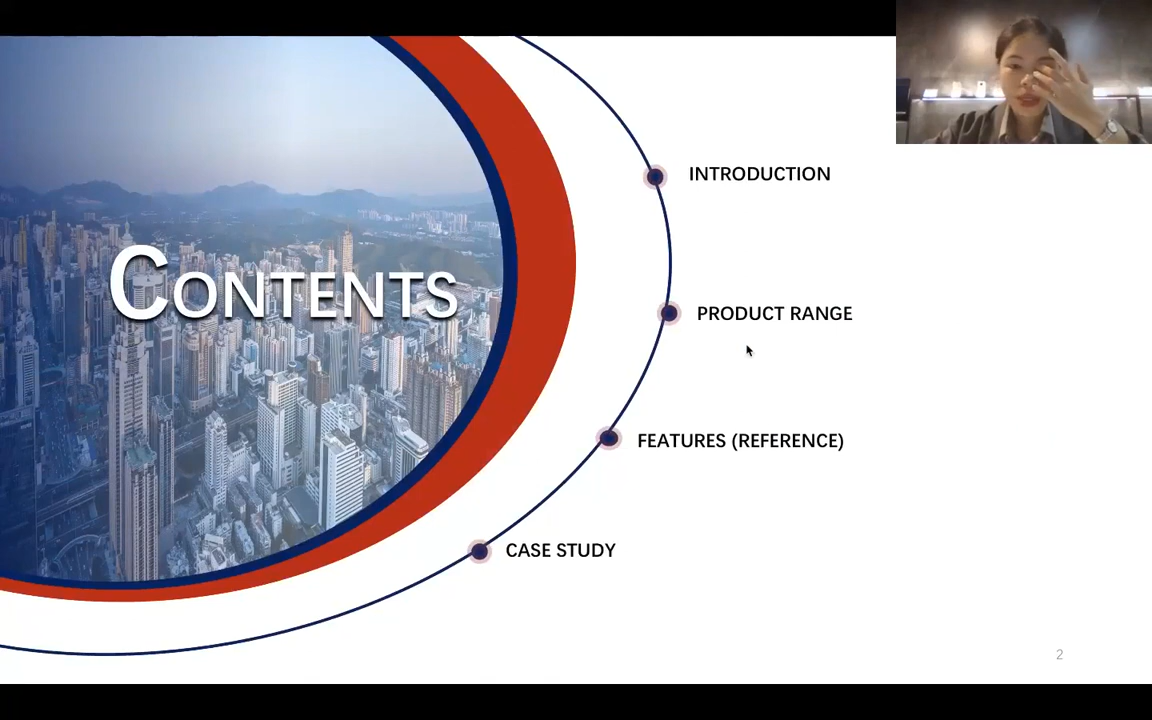 CONTENTS
INTRODUCTION
PRODUCT RANGE
FEATURES (REFERENCE)
CASE STUDY
2